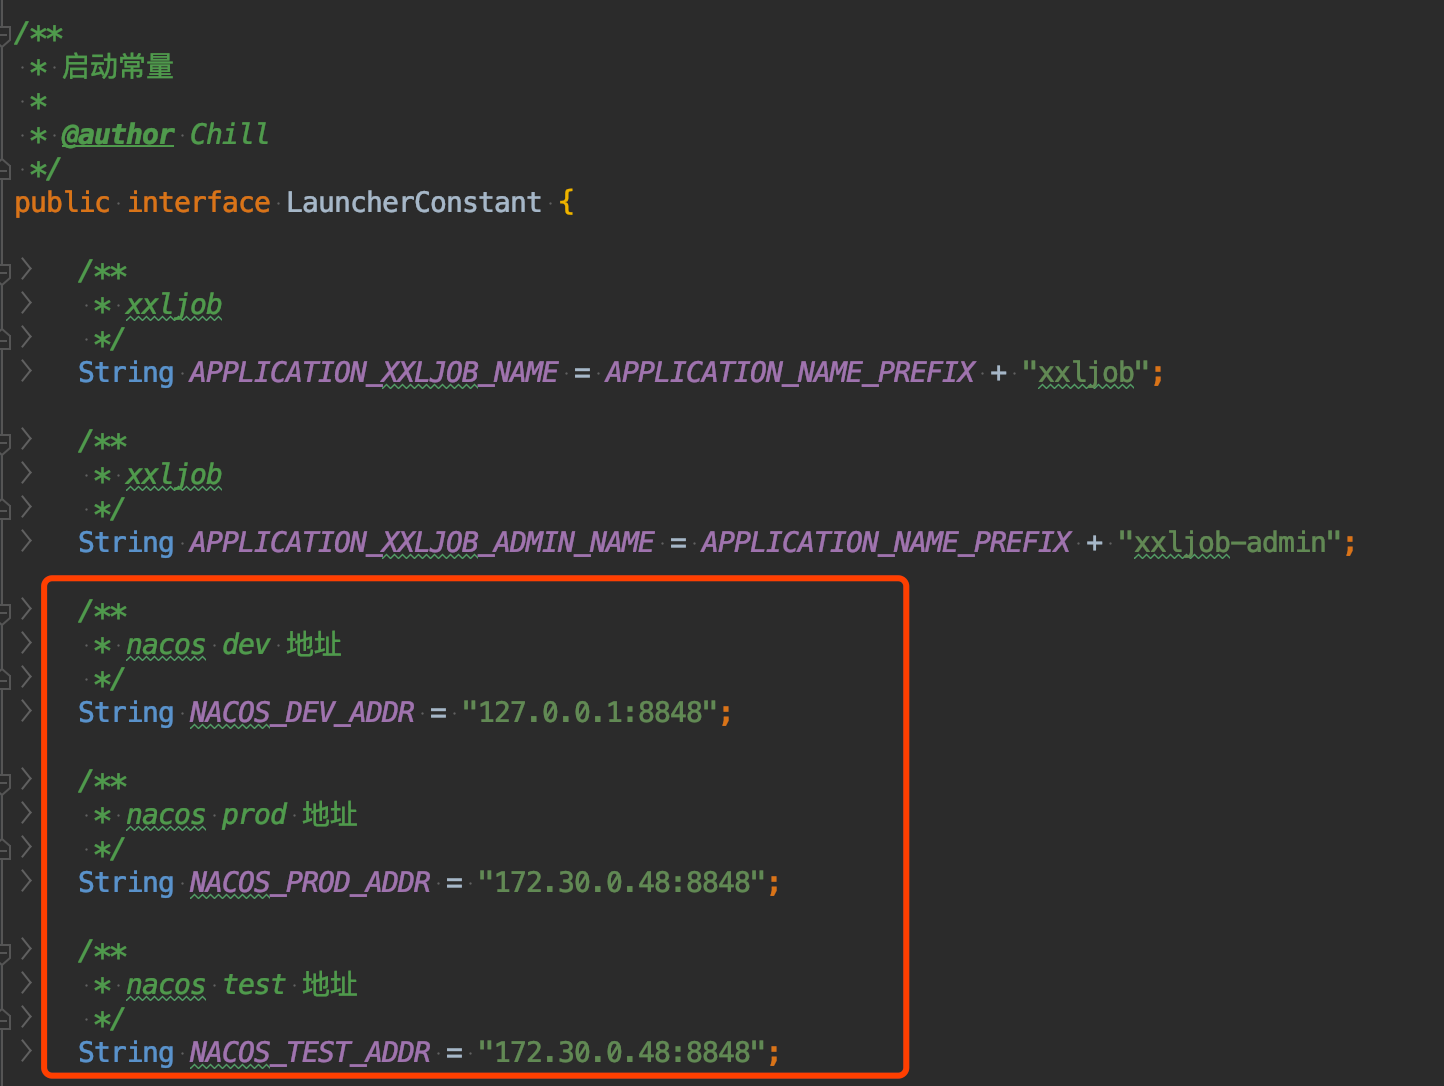 /**
 * 启动常量
 *
 * @author Chill
 */
public interface LauncherConstant {
/**
 * xxljob
 */
String APPLICATION_XXLJOB_NAME = APPLICATION_NAME_PREFIX + "xxljob";
/**
 * xxljob
 */
String APPLICATION_XXLJOB_ADMIN_NAME = APPLICATION_NAME_PREFIX + "xxljob-admin";
/**
 * nacos dev 地址
 */
String NACOS_DEV_ADDR = "127.0.0.1:8848";
/**
 * nacos prod 地址
 */
String NACOS_PROD_ADDR = "172.30.0.48:8848";
/**
 * nacos test 地址
 */
String NACOS_TEST_ADDR = "172.30.0.48:8848";